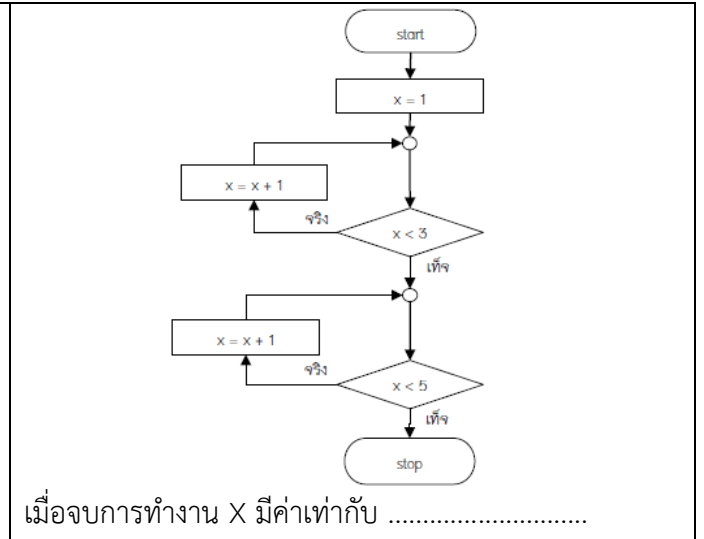 start
x = 1
x = x + 1
จริง
x < 3
เท็จ
x = x + 1
จริง
x < 5
เท็จ
stop
เมื่อจบการทำงาน X มีค่าเท่ากับ .............................